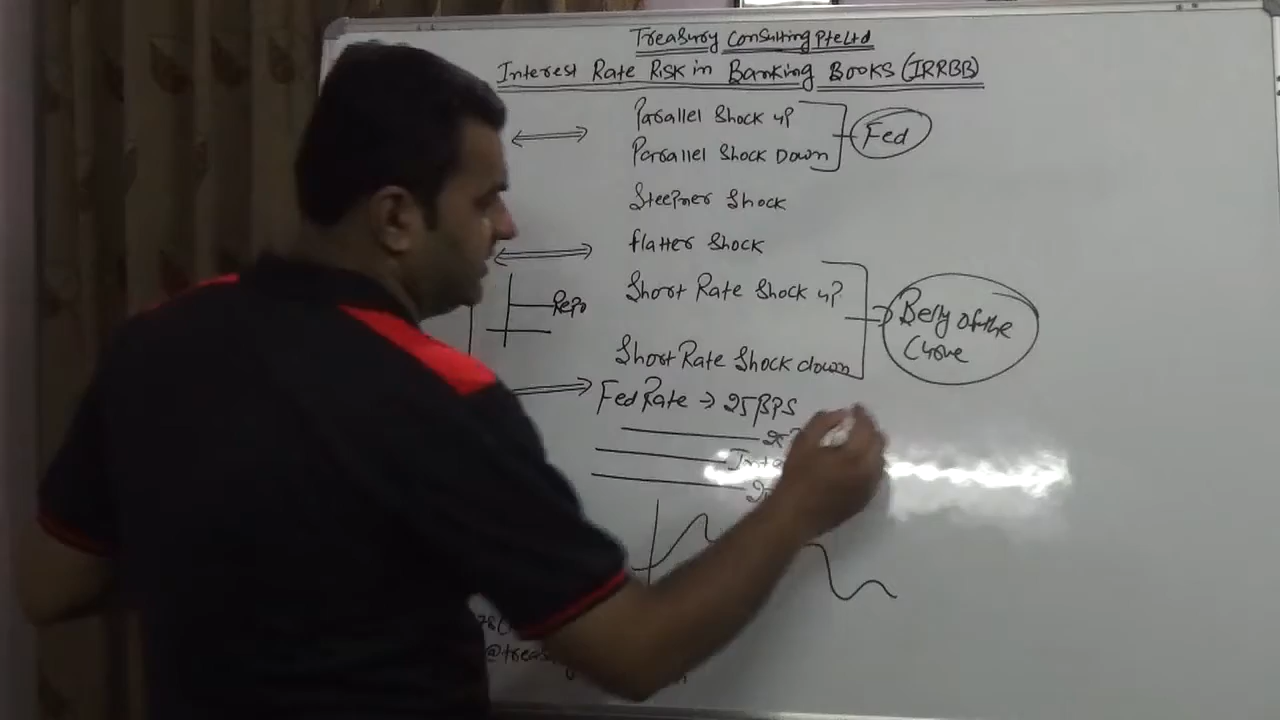 Treasury Consulting Pte Ltd
Interest Rate Risk in Banking Books (IRRBB)
Parallel Shock up
Parallel Shock Down
Fed
Steepner Shock
flatter Shock
Short Rate Shock up
Repo
Belly of the
Curve
Short Rate Shock down
Fed Rate → 25 BPS